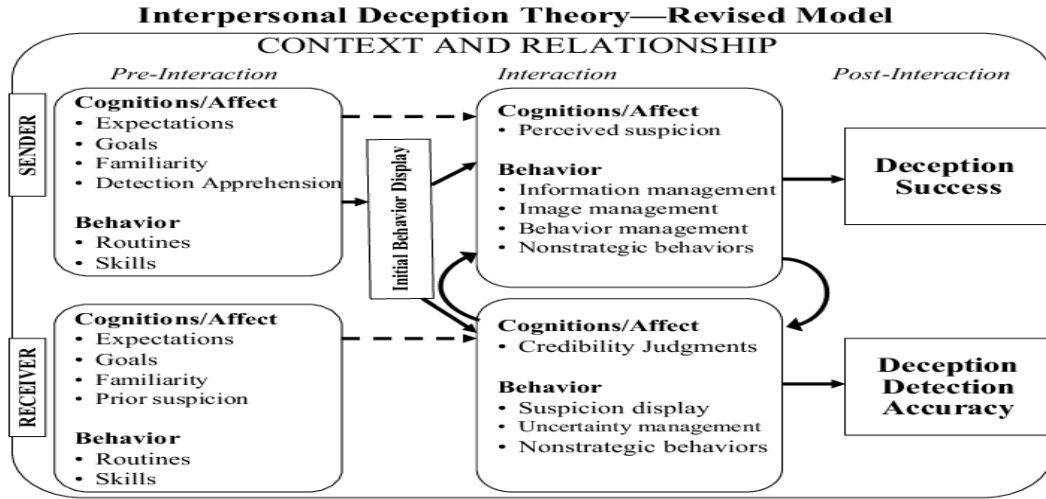 Interpersonal Deception Theory—Revised Model
CONTEXT AND RELATIONSHIP
Pre-Interaction
Interaction
Post-Interaction
SENDER
Cognitions/Affect
• Expectations
• Goals
• Familiarity
• Detection Apprehension
Behavior
• Routines
• Skills
Initial Behavior Display
Cognitions/Affect
• Perceived suspicion
Behavior
• Information management
• Image management
• Behavior management
• Nonstrategic behaviors
Deception
Success
RECEIVER
Cognitions/Affect
• Expectations
• Goals
• Familiarity
• Prior suspicion
Behavior
• Routines
• Skills
Cognitions/Affect
• Credibility Judgments
Behavior
• Suspicion display
• Uncertainty management
• Nonstrategic behaviors
Deception
Detection
Accuracy